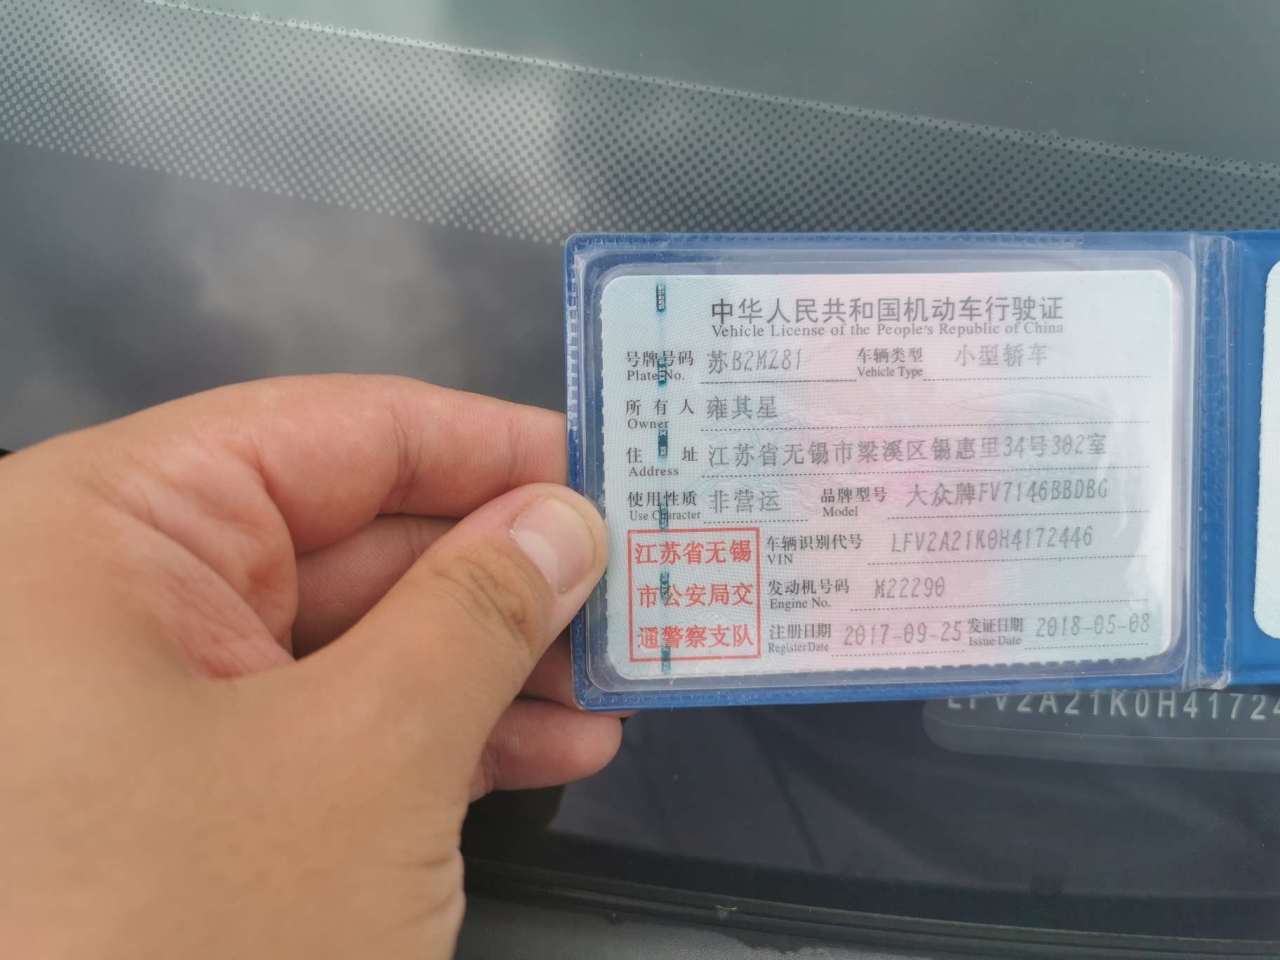 中华人民共和国机动车行驶证
Vehicle License of the People's Republic of China
号牌号码 苏B2MZ81 车辆类型 小型轿车
Plate No. Vehicle Type
所有人 雍其星
Owner
住址 江苏省无锡市梁溪区锡惠里34号302室
Address
使用性质 非营运 品牌型号 大众牌FV7146BBDBG
Use Character Model
江苏省无锡
市公安局交
通警察支队
车辆识别代号 LFV2A21K0H4172446
VIN
发动机号码 M22290
Engine No.
注册日期 2017-09-25 发证日期 2018-05-08
Register Date Issue Date
LFV2A21K0H41724